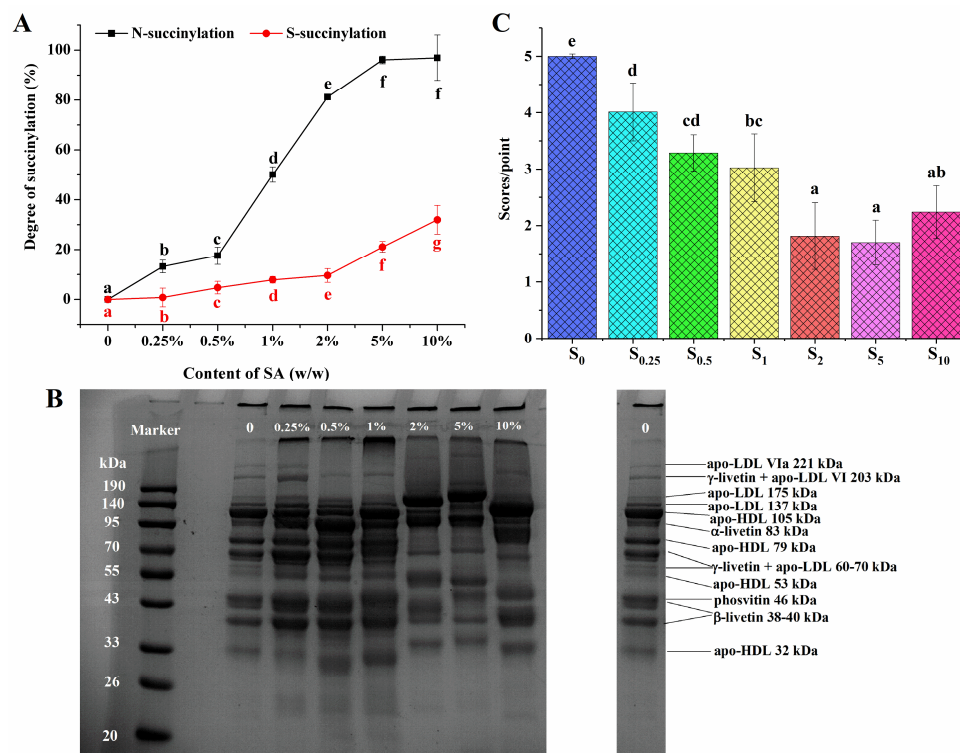 A
N-succinylation
S-succinylation
Degree of succinylation (%)
100
80
60
40
20
0
a
b
c
d
e
f
f
a
b
c
d
e
f
g
0
0.25%
0.5%
1%
2%
5%
10%
Content of SA (w/w)
C
Scores/point
5
4
3
2
1
0
e
d
cd
bc
a
a
ab
S0
S0.25
S0.5
S1
S2
S5
S10
B
Marker
0
0.25%
0.5%
1%
2%
5%
10%
kDa
190
140
95
70
55
43
33
26
20
0
apo-LDL VIa 221 kDa
γ-livetin + apo-LDL VI 203 kDa
apo-LDL 175 kDa
apo-LDL 137 kDa
apo-HDL 105 kDa
α-livetin 83 kDa
apo-HDL 79 kDa
γ-livetin + apo-LDL 60-70 kDa
apo-HDL 53 kDa
phosvitin 46 kDa
β-livetin 38-40 kDa
apo-HDL 32 kDa